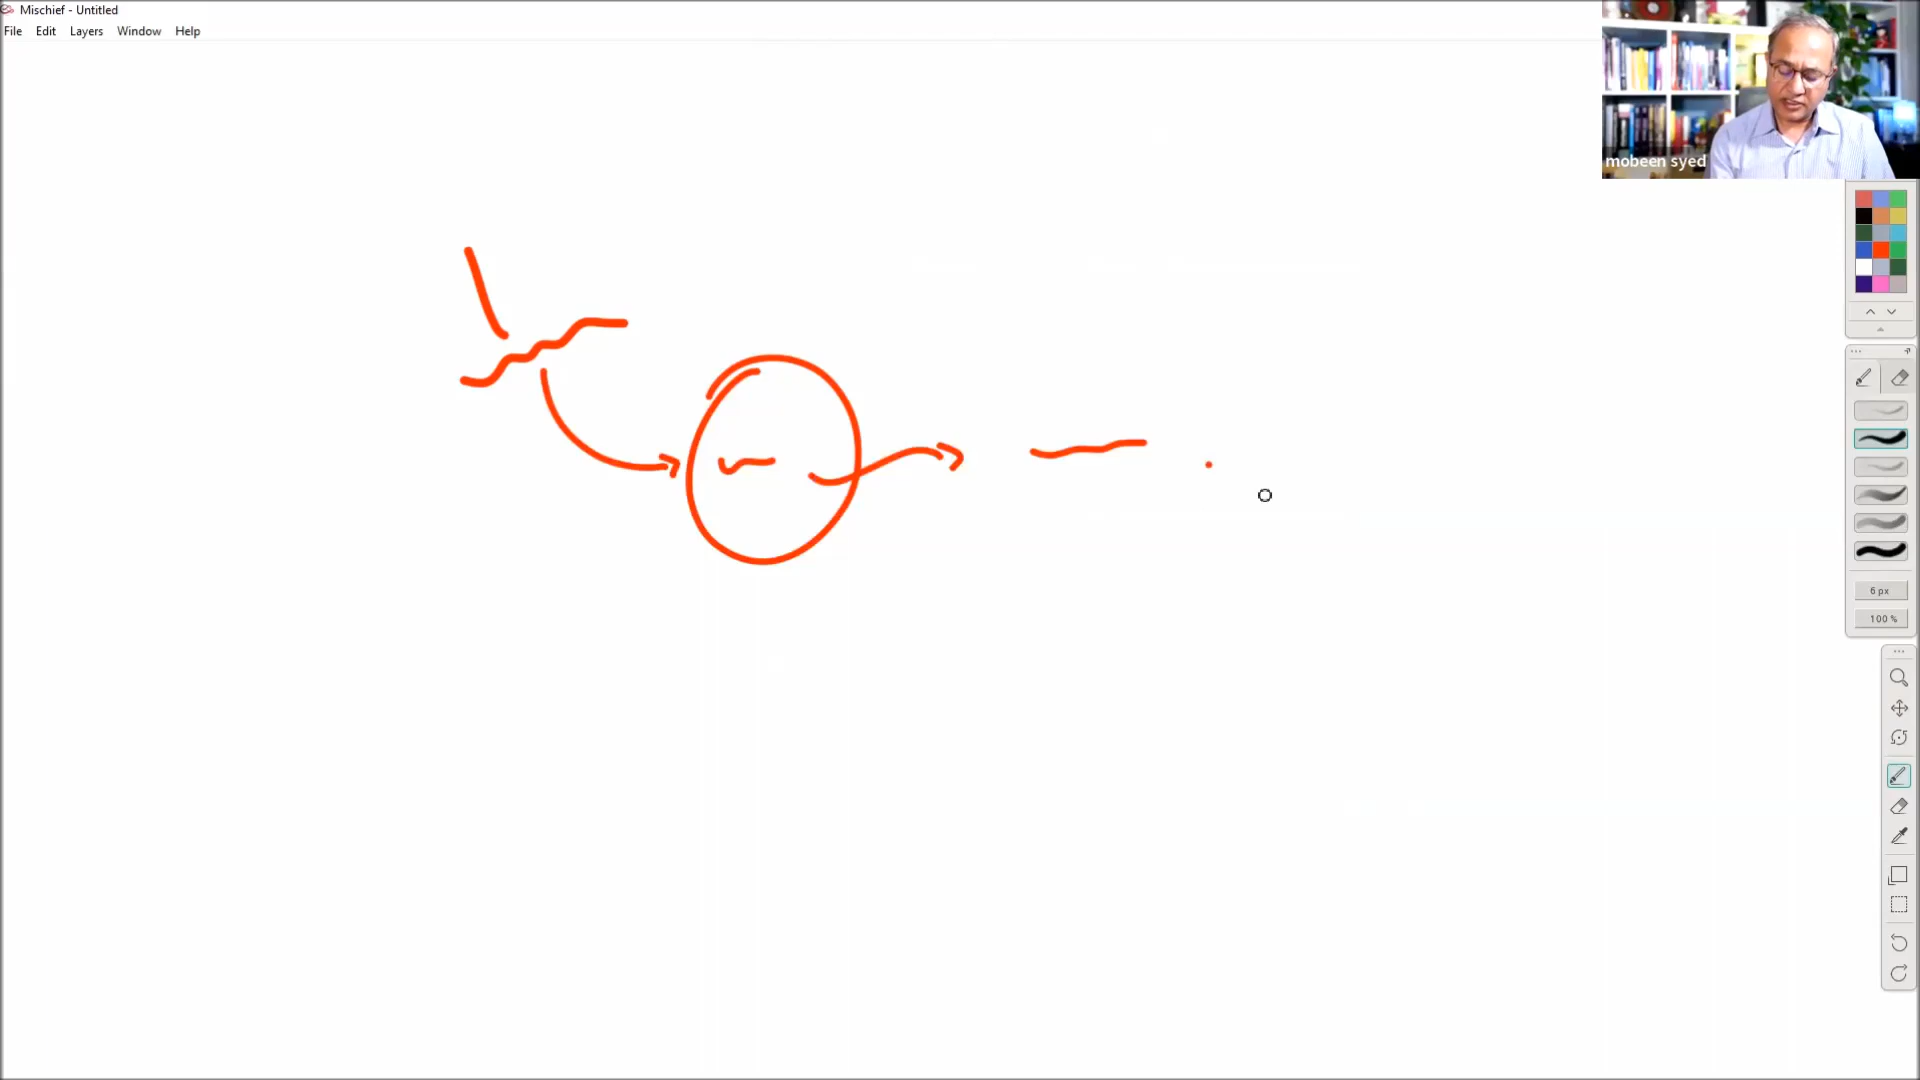 Mischief - Untitled
File Edit Layers Window Help
mobeen syed
6 px
100 %